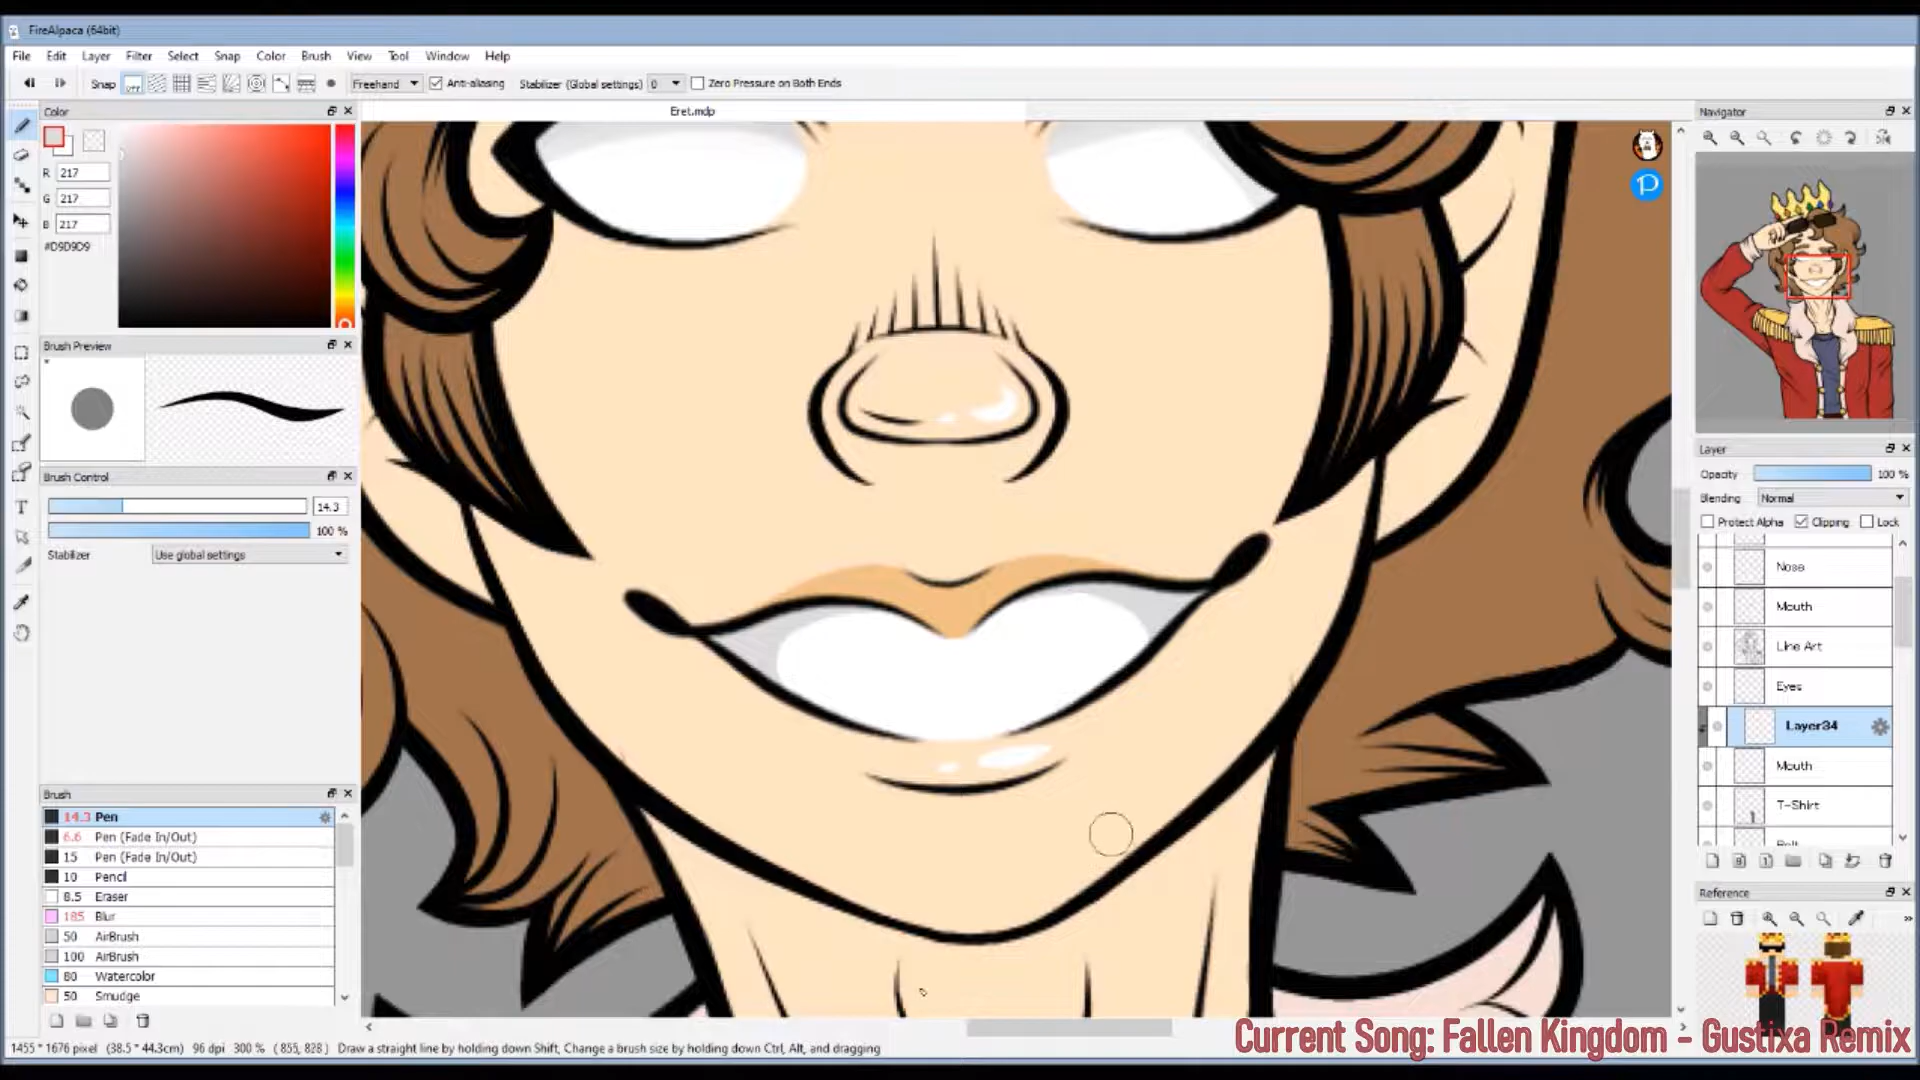 FireAlpaca (64bit)
File Edit Layer Filter Select Snap Color Brush View Tool Window Help
Snap OFF Freehand Anti-aliasing Stabilizer (Global settings) 0 Zero Pressure on Both Ends
Color
Eret.mdp
Navigator
R 217
G 217
B 217
#D9D9D9
Brush Preview
Brush Control
14.3
100 %
Stabilizer Use global settings
Brush
14.3 Pen
6.6 Pen (Fade In/Out)
15 Pen (Fade In/Out)
10 Pencil
8.5 Eraser
185 Blur
50 AirBrush
100 AirBrush
80 Watercolor
50 Smudge
Layer
Opacity 100 %
Blending Normal
Protect Alpha Clipping Lock
Nose
Mouth
Line Art
Eyes
Layer34
Mouth
T-Shirt
Reference
1455 * 1676 pixel (38.5 * 44.3cm) 96 dpi 300 % ( 855, 828 ) Draw a straight line by holding down Shift, Change a brush size by holding down Ctrl, Alt, and dragging
Current Song: Fallen Kingdom - Gustixa Remix